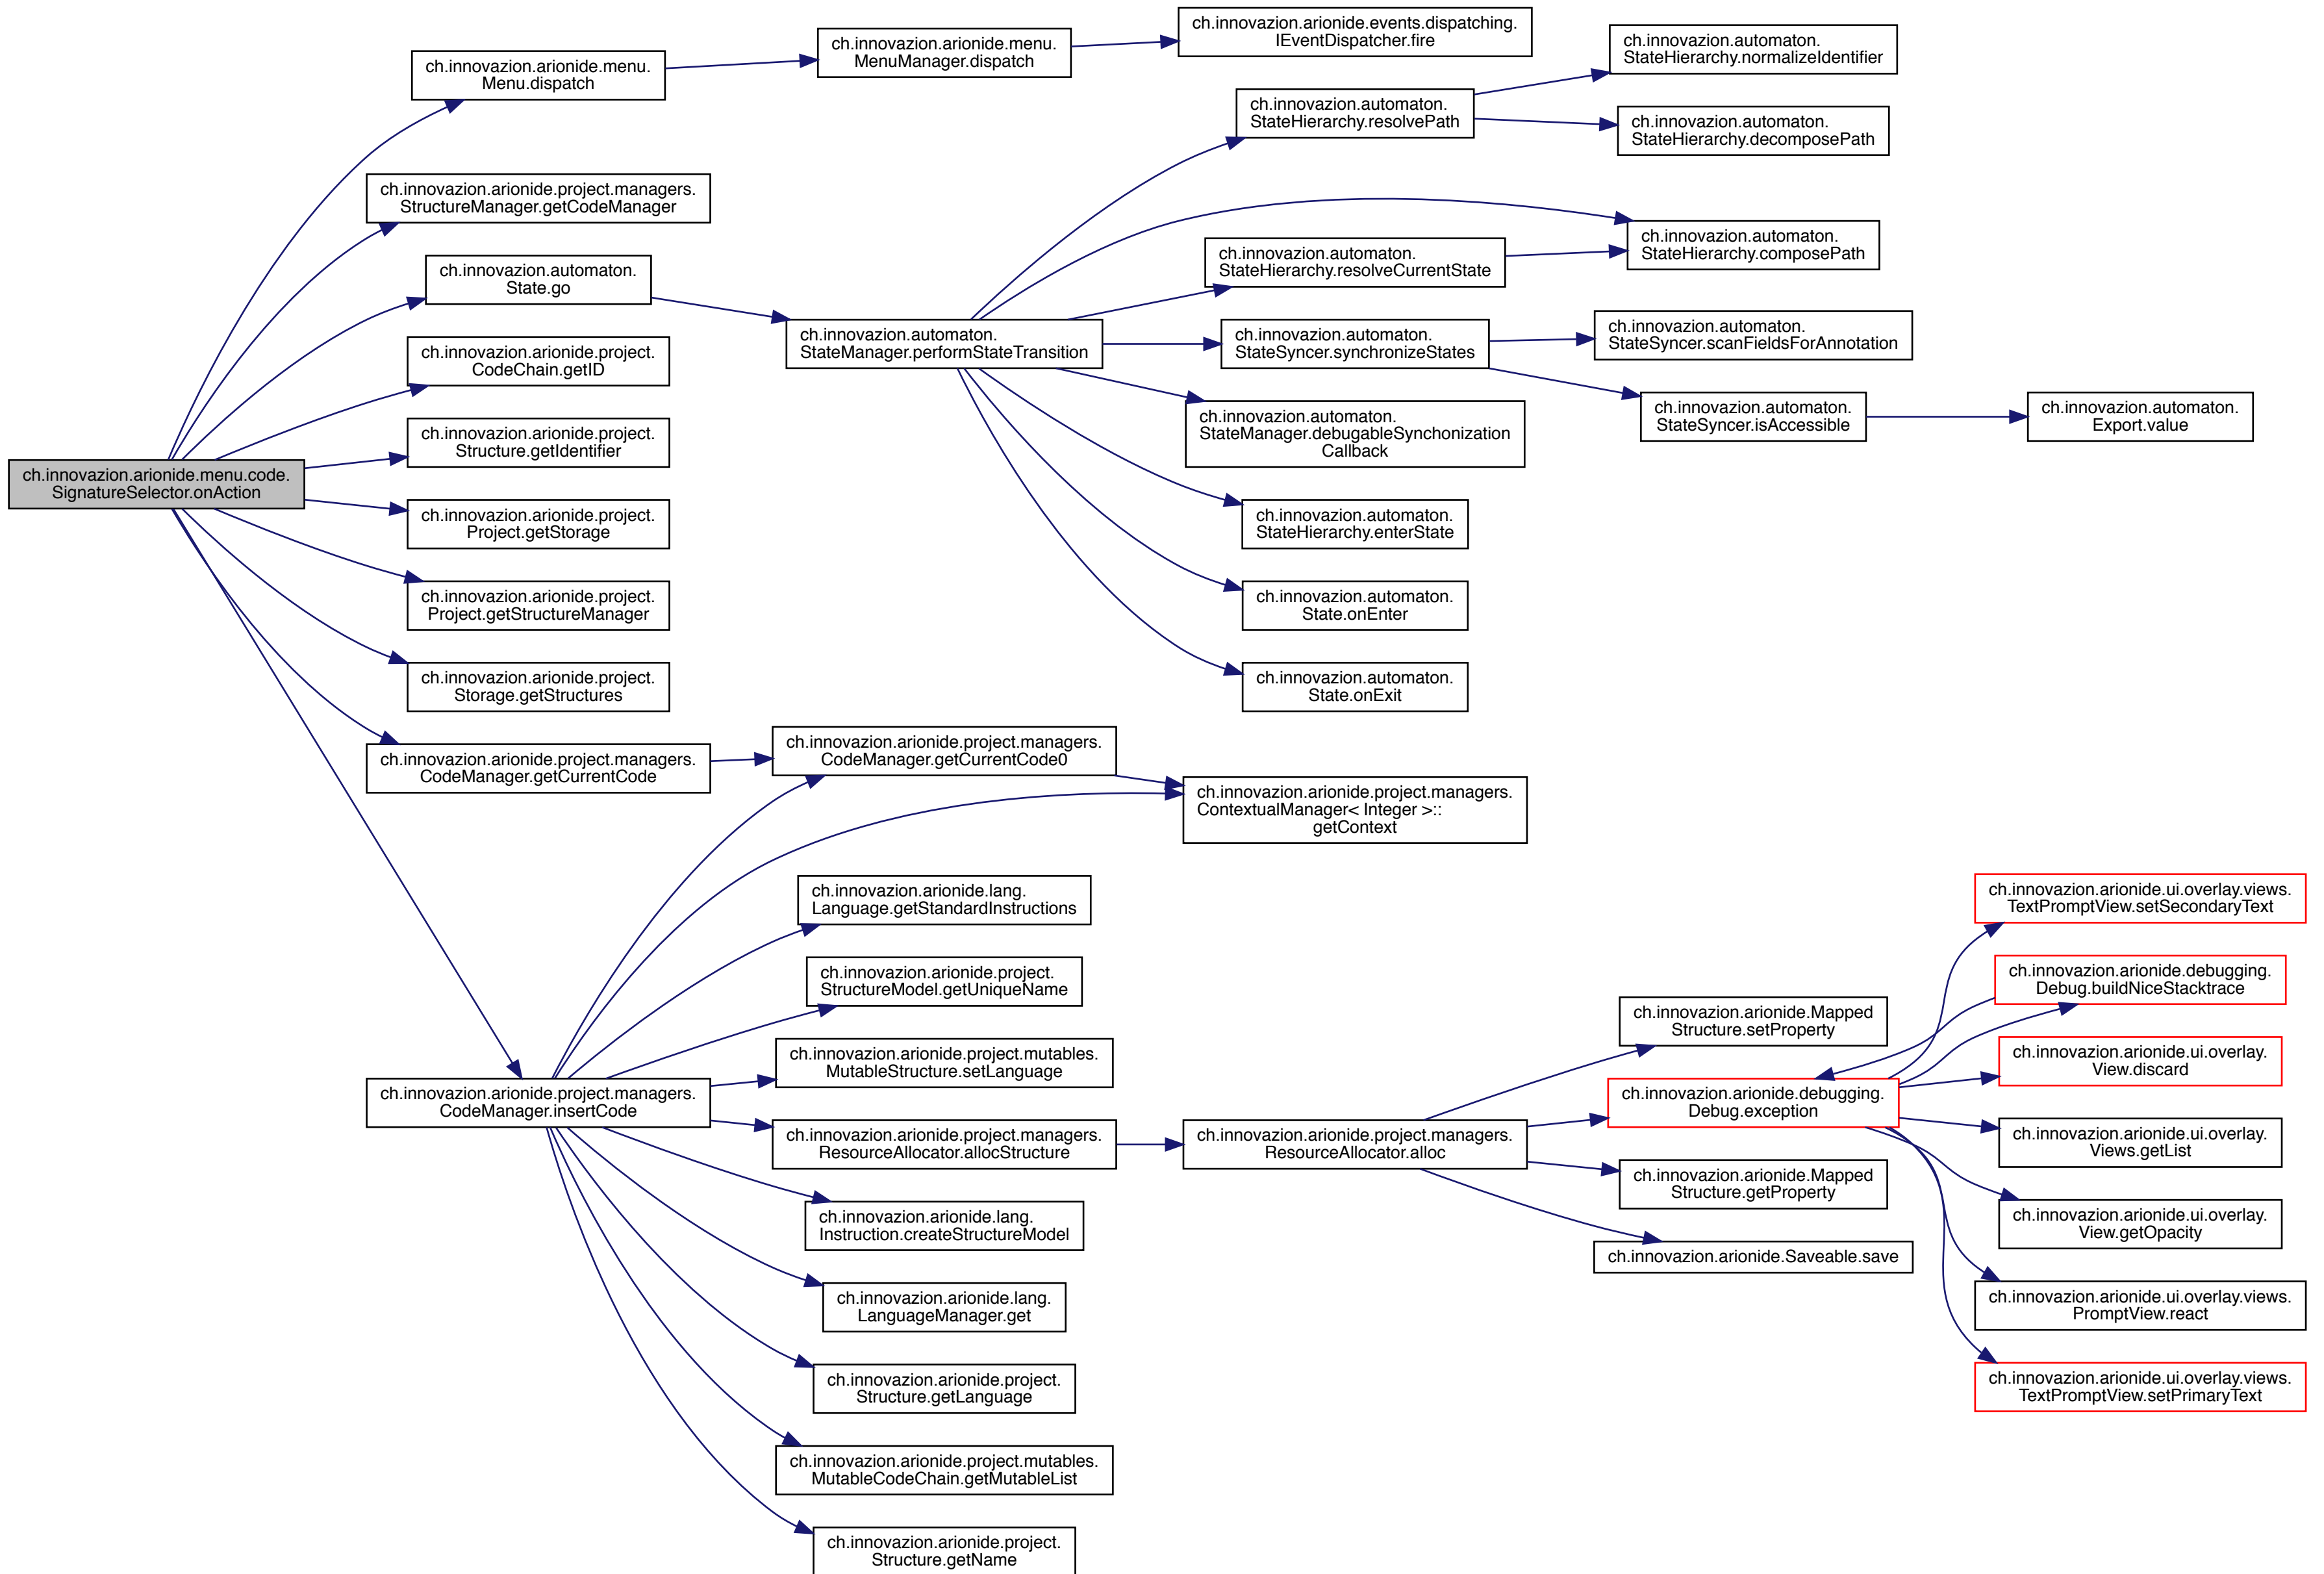 ch.innovazion.arionide.menu.code.
SignatureSelector.onAction
ch.innovazion.arionide.menu.
Menu.dispatch
ch.innovazion.arionide.menu.
MenuManager.dispatch
ch.innovazion.arionide.events.dispatching.
IEventDispatcher.fire
ch.innovazion.arionide.project.managers.
StructureManager.getCodeManager
ch.innovazion.automaton.
State.go
ch.innovazion.automaton.
StateManager.performStateTransition
ch.innovazion.automaton.
StateHierarchy.resolvePath
ch.innovazion.automaton.
StateHierarchy.normalizeIdentifier
ch.innovazion.automaton.
StateHierarchy.decomposePath
ch.innovazion.automaton.
StateHierarchy.composePath
ch.innovazion.automaton.
StateHierarchy.resolveCurrentState
ch.innovazion.automaton.
StateSyncer.synchronizeStates
ch.innovazion.automaton.
StateSyncer.scanFieldsForAnnotation
ch.innovazion.automaton.
StateSyncer.isAccessible
ch.innovazion.automaton.
Export.value
ch.innovazion.automaton.
StateManager.debugableSynchonization
Callback
ch.innovazion.automaton.
StateHierarchy.enterState
ch.innovazion.automaton.
State.onEnter
ch.innovazion.automaton.
State.onExit
ch.innovazion.arionide.project.
CodeChain.getID
ch.innovazion.arionide.project.
Structure.getIdentifier
ch.innovazion.arionide.project.
Project.getStorage
ch.innovazion.arionide.project.
Project.getStructureManager
ch.innovazion.arionide.project.
Storage.getStructures
ch.innovazion.arionide.project.managers.
CodeManager.getCurrentCode
ch.innovazion.arionide.project.managers.
CodeManager.getCurrentCode0
ch.innovazion.arionide.project.managers.
ContextualManager< Integer >::
getContext
ch.innovazion.arionide.project.managers.
CodeManager.insertCode
ch.innovazion.arionide.lang.
Language.getStandardInstructions
ch.innovazion.arionide.project.
StructureModel.getUniqueName
ch.innovazion.arionide.project.mutables.
MutableStructure.setLanguage
ch.innovazion.arionide.project.managers.
ResourceAllocator.allocStructure
ch.innovazion.arionide.project.managers.
ResourceAllocator.alloc
ch.innovazion.arionide.Mapped
Structure.setProperty
ch.innovazion.arionide.debugging.
Debug.exception
ch.innovazion.arionide.Mapped
Structure.getProperty
ch.innovazion.arionide.Saveable.save
ch.innovazion.arionide.ui.overlay.views.
TextPromptView.setSecondaryText
ch.innovazion.arionide.debugging.
Debug.buildNiceStacktrace
ch.innovazion.arionide.ui.overlay.
View.discard
ch.innovazion.arionide.ui.overlay.
Views.getList
ch.innovazion.arionide.ui.overlay.
View.getOpacity
ch.innovazion.arionide.ui.overlay.views.
PromptView.react
ch.innovazion.arionide.ui.overlay.views.
TextPromptView.setPrimaryText
ch.innovazion.arionide.lang.
Instruction.createStructureModel
ch.innovazion.arionide.lang.
LanguageManager.get
ch.innovazion.arionide.project.
Structure.getLanguage
ch.innovazion.arionide.project.mutables.
MutableCodeChain.getMutableList
ch.innovazion.arionide.project.
Structure.getName